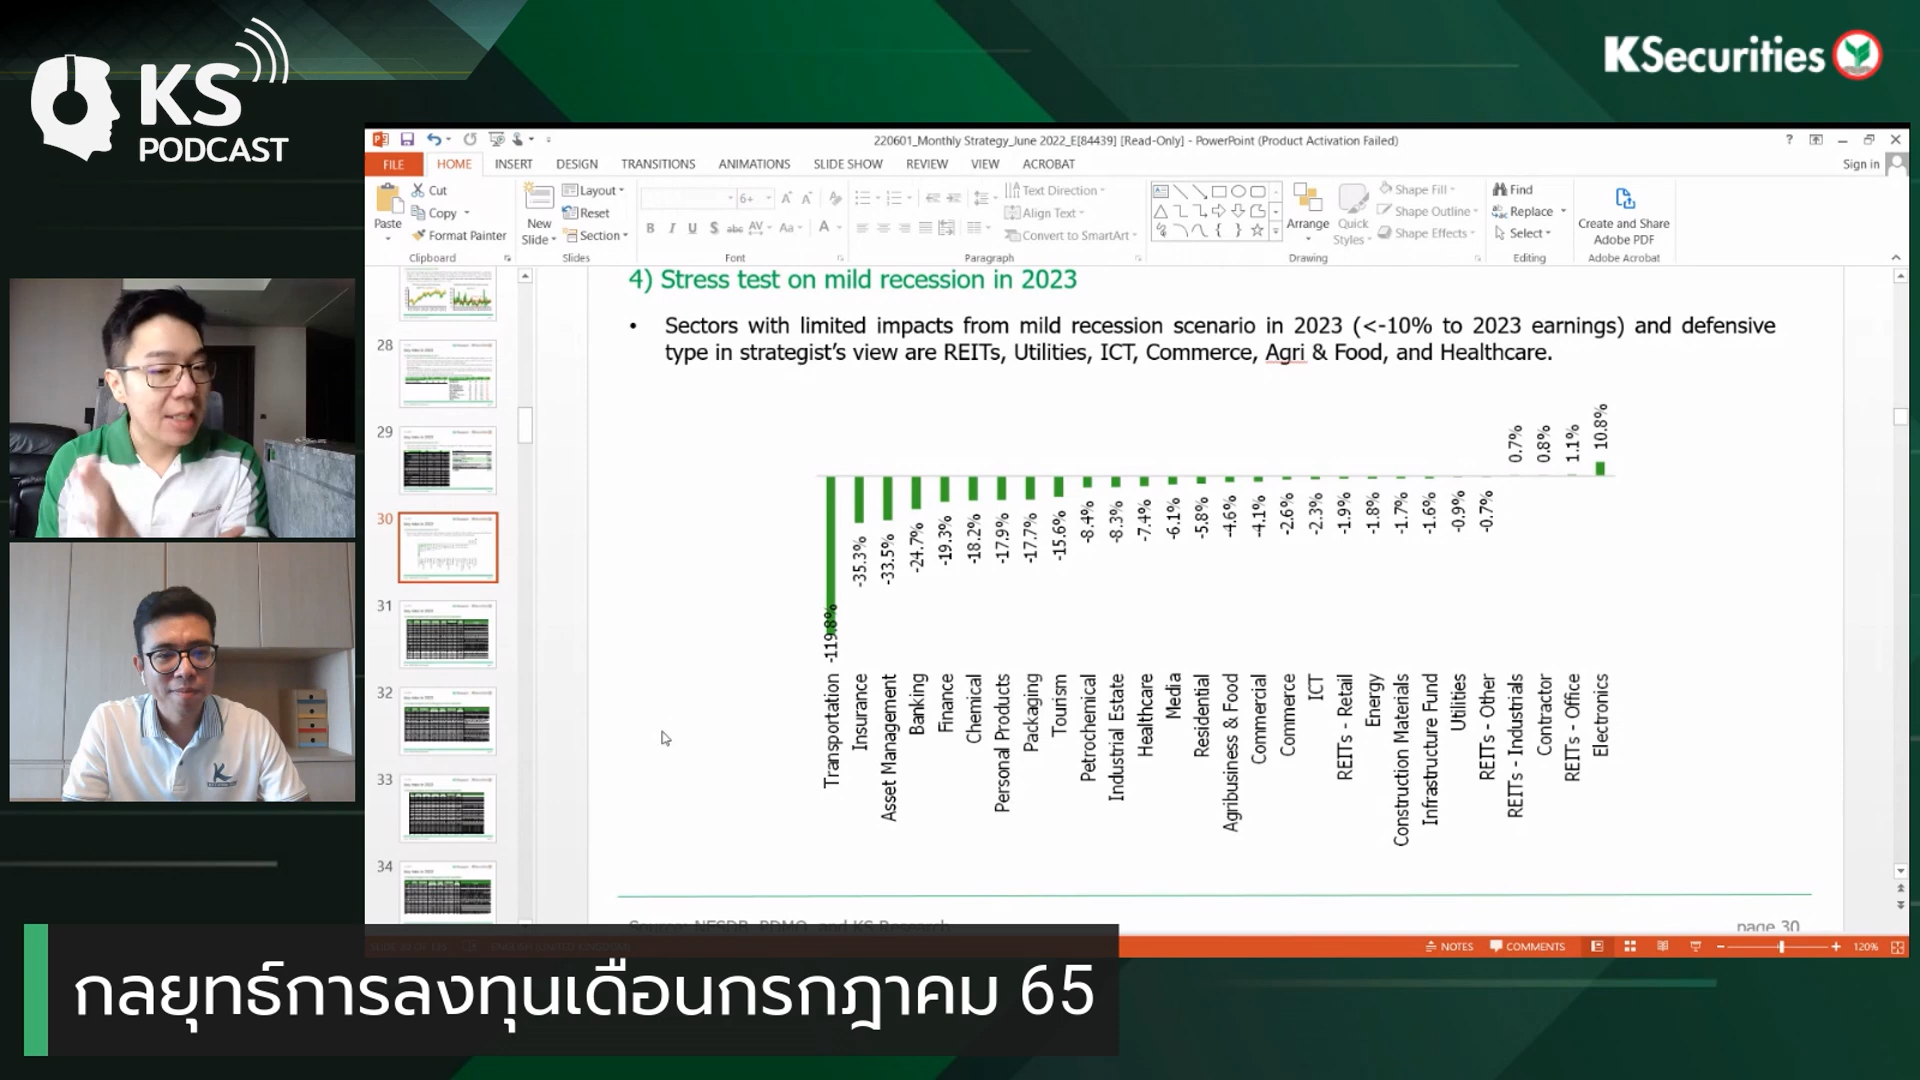 KS
PODCAST
KSecurities
220601_Monthly Strategy_June 2022_E[84439] [Read-Only] - PowerPoint (Product Activation Failed)
FILE HOME INSERT DESIGN TRANSITIONS ANIMATIONS SLIDE SHOW REVIEW VIEW ACROBAT
Sign in
Paste
Cut
Copy
Format Painter
Clipboard
New
Slide
Layout
Reset
Section
Slides
6+
Font
Text Direction
Align Text
Convert to SmartArt
Paragraph
Arrange
Quick
Styles
Shape Fill
Shape Outline
Shape Effects
Drawing
Find
Replace
Select
Editing
Create and Share
Adobe PDF
Adobe Acrobat
28
29
30
31
32
33
34
4) Stress test on mild recession in 2023
• Sectors with limited impacts from mild recession scenario in 2023 (<-10% to 2023 earnings) and defensive
type in strategist's view are REITs, Utilities, ICT, Commerce, Agri & Food, and Healthcare.
-119.8%
-35.3%
-33.5%
-24.7%
-19.3%
-18.2%
-17.9%
-17.7%
-15.6%
-8.4%
-8.3%
-7.4%
-6.1%
-5.8%
-4.6%
-4.1%
-2.6%
-2.3%
-1.9%
-1.8%
-1.7%
-1.6%
-0.9%
-0.7%
0.7%
0.8%
1.1%
10.8%
Transportation
Insurance
Asset Management
Banking
Finance
Chemical
Personal Products
Packaging
Tourism
Petrochemical
Industrial Estate
Healthcare
Media
Residential
Agribusiness & Food
Commercial
Commerce
ICT
REITs - Retail
Energy
Construction Materials
Infrastructure Fund
Utilities
REITs - Other
REITs - Industrials
Contractor
REITs - Office
Electronics
Source: NESDB, PDMO, and KS Research
page 30
NOTES COMMENTS 120%
กลยุทธ์การลงทุนเดือนกรกฎาคม 65